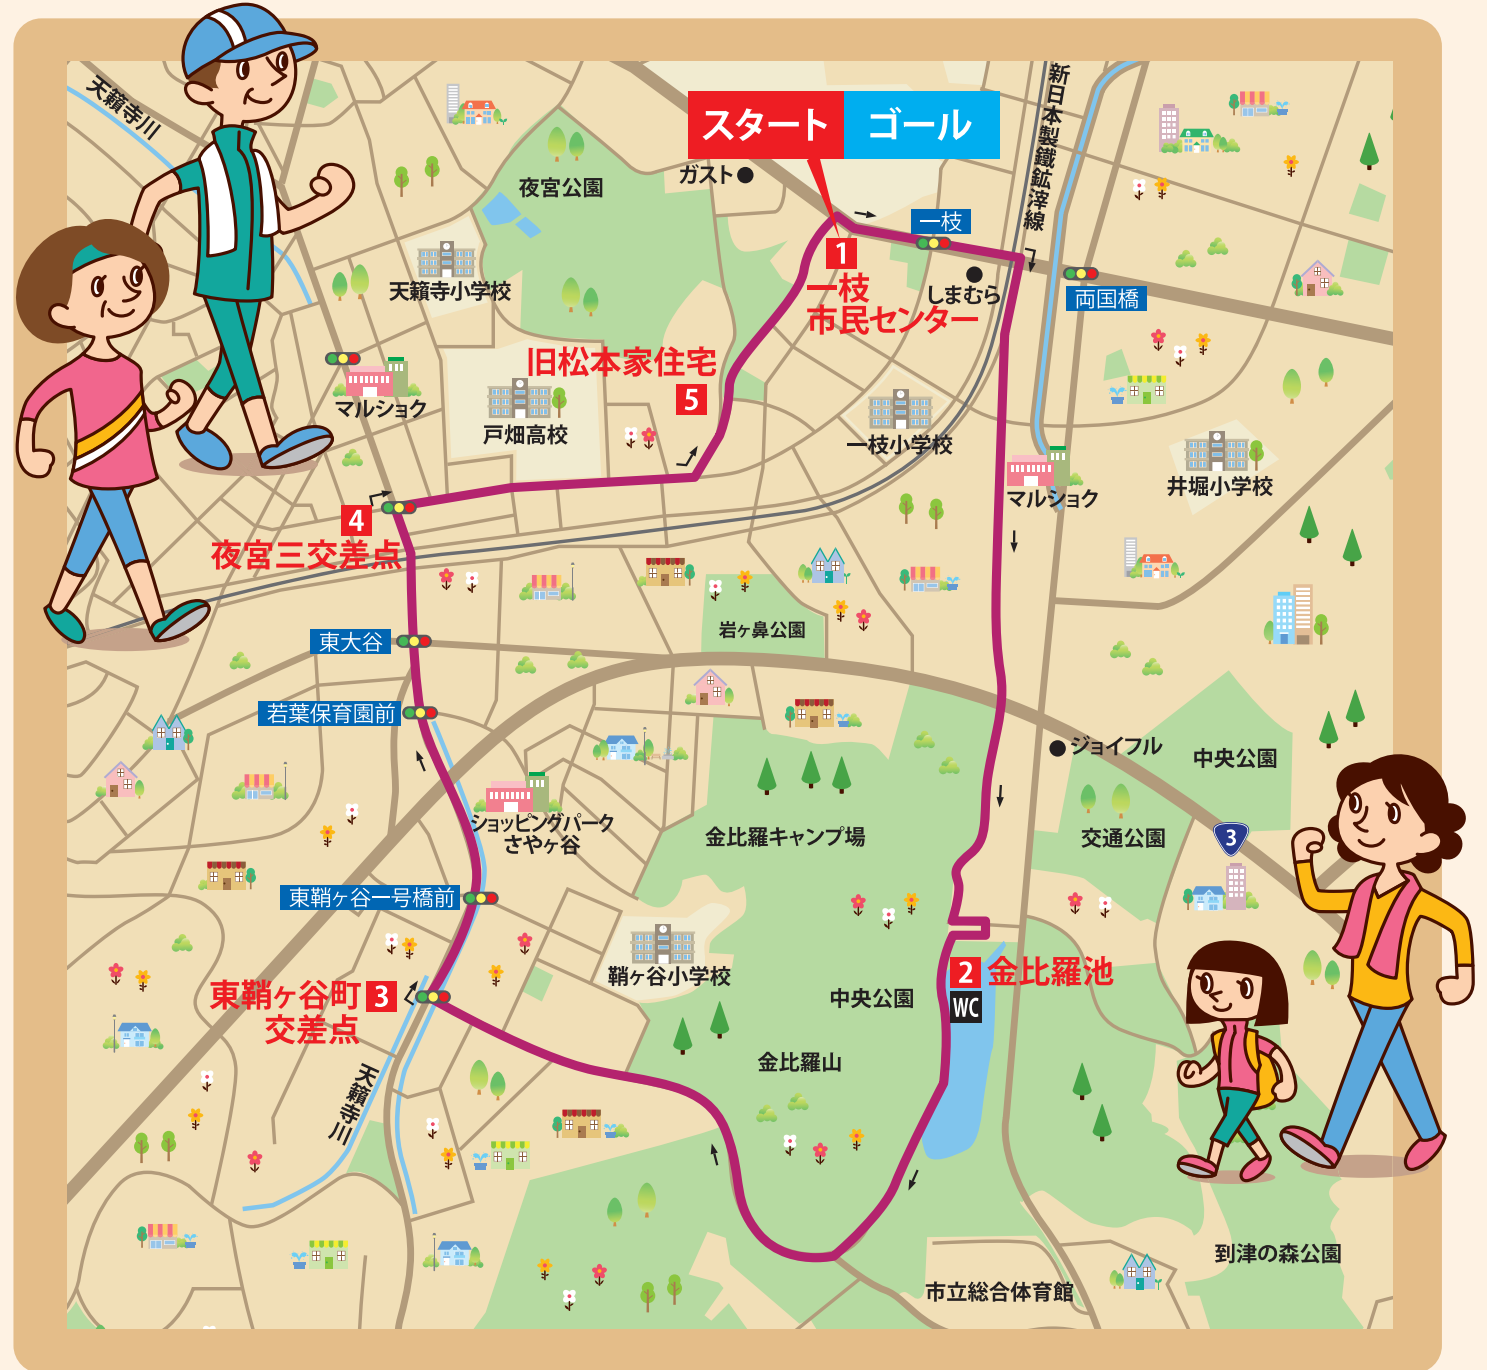 天籟寺川
スタート
ゴール
新日本製鐵鉱滓線
ガスト
夜宮公園
一枝
1
一枝
市民センター
しまむら
両国橋
天籟寺小学校
旧松本家住宅
5
マルショク
戸畑高校
一枝小学校
マルショク
井堀小学校
4
夜宮三交差点
岩ヶ鼻公園
東大谷
若葉保育園前
ジョイフル
中央公園
ショッピングパーク
さやヶ谷
金比羅キャンプ場
交通公園
3
東鞘ヶ谷一号橋前
鞘ヶ谷小学校
2
金比羅池
WC
東鞘ヶ谷町
交差点
3
中央公園
金比羅山
天籟寺川
到津の森公園
市立総合体育館